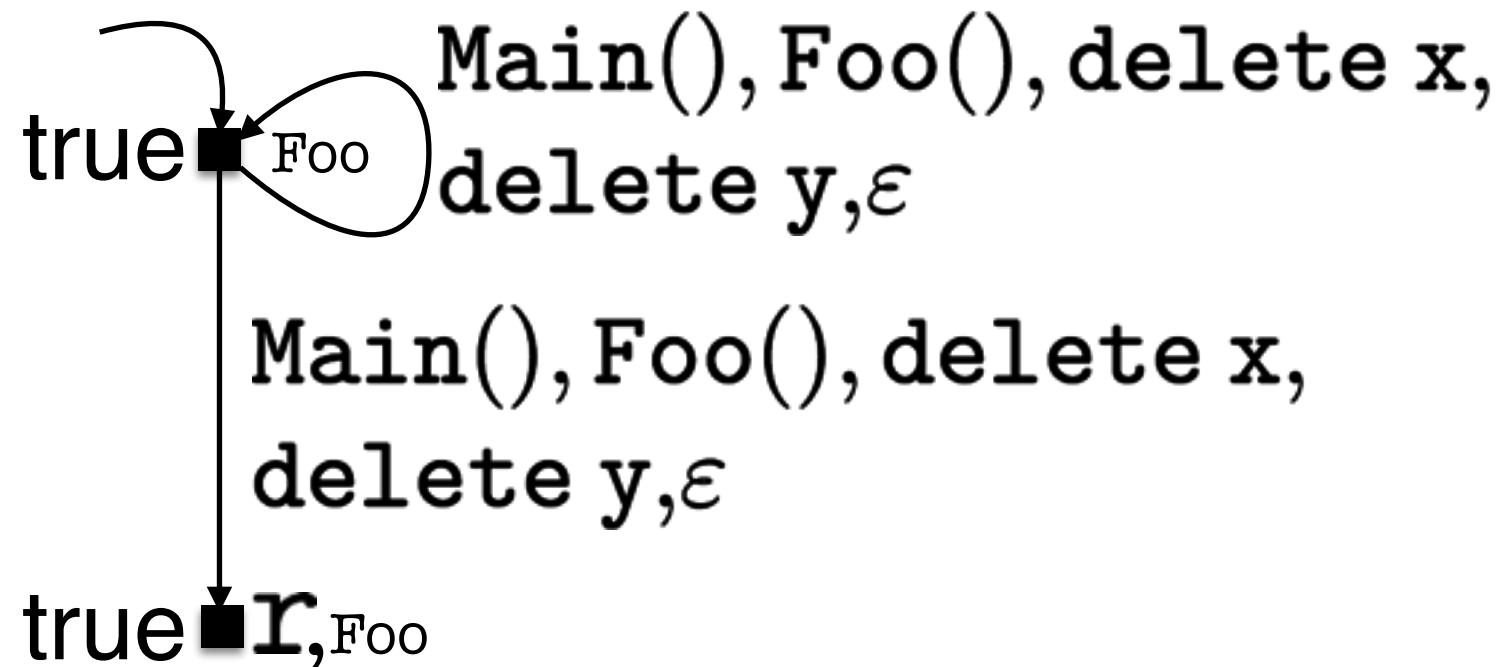 Main(), Foo(), delete x,
delete y,ε
true
Foo
Main(), Foo(), delete x,
delete y,ε
true
r,Foo